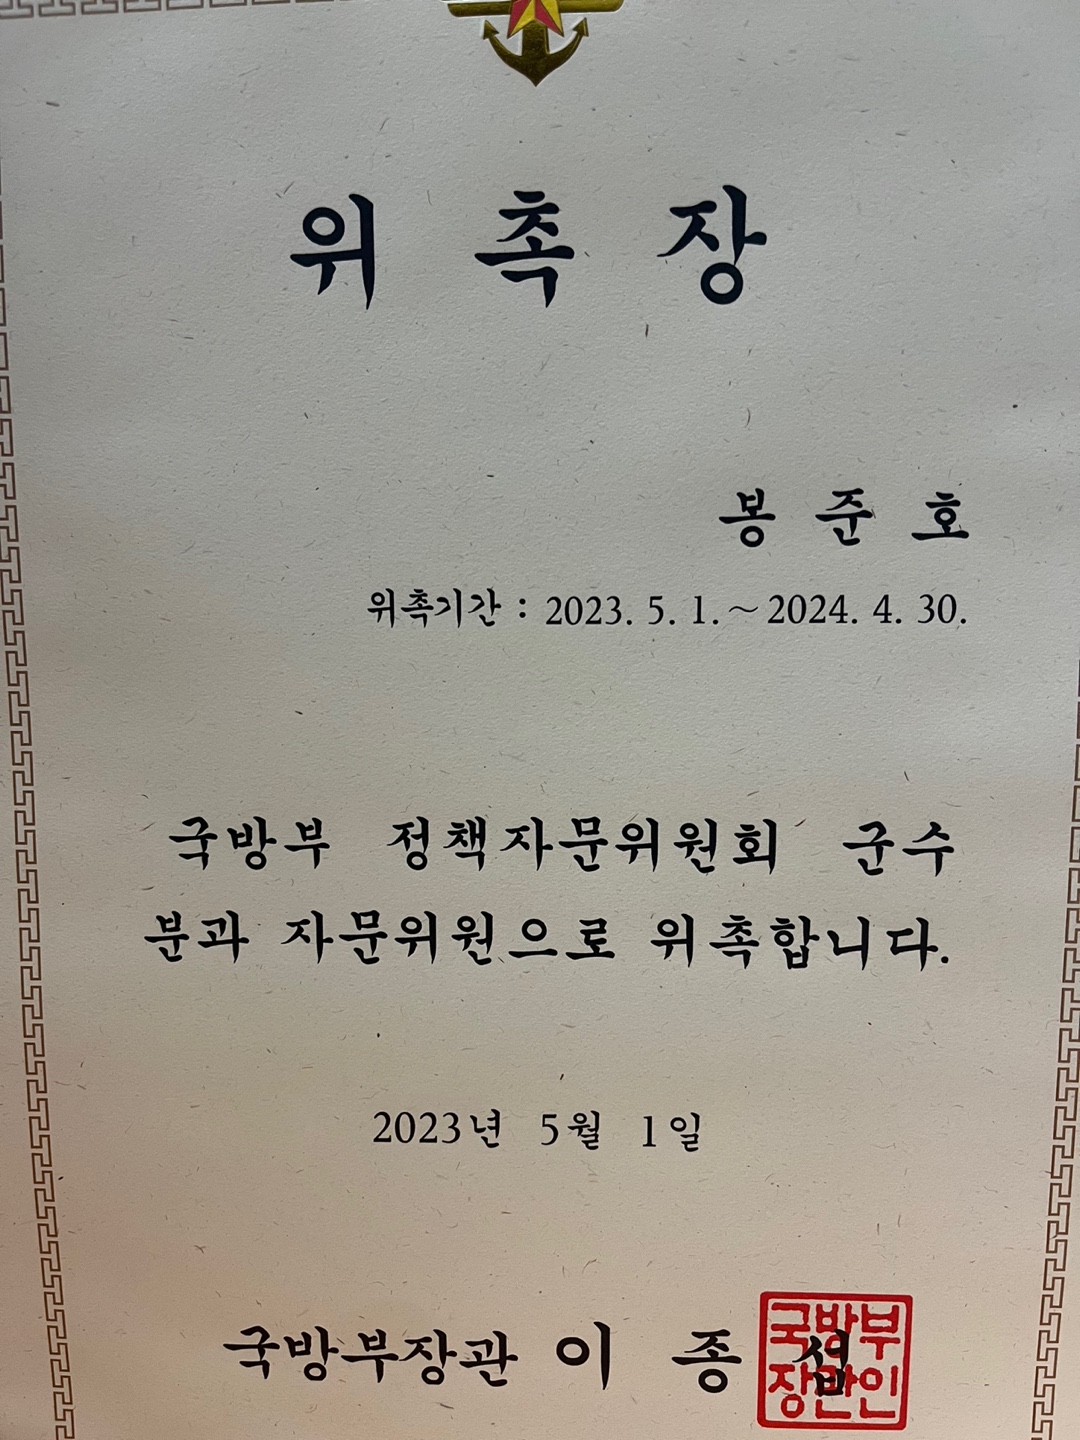 위 촉 장
봉 준 호
위촉기간 : 2023. 5. 1. ~ 2024. 4. 30.
국방부 정책자문위원회 군수
분과 자문위원으로 위촉합니다.
2023년 5월 1일
국방부장관 이 종 섭
국방부
장관인